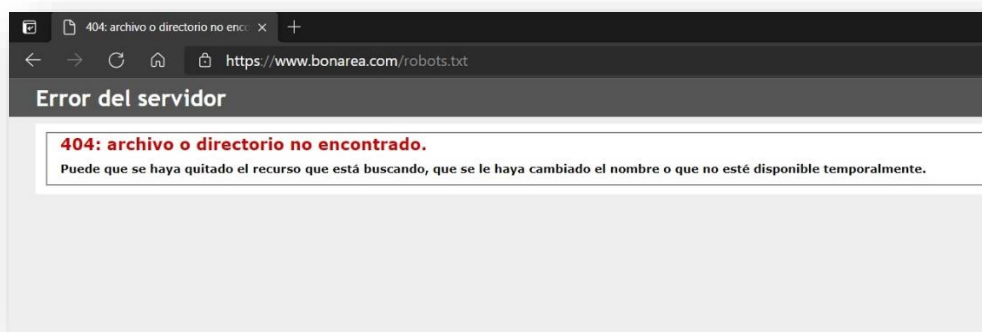 404: archivo o directorio no enc
https://www.bonarea.com/robots.txt
Error del servidor
404: archivo o directorio no encontrado.
Puede que se haya quitado el recurso que está buscando, que se le haya cambiado el nombre o que no esté disponible temporalmente.